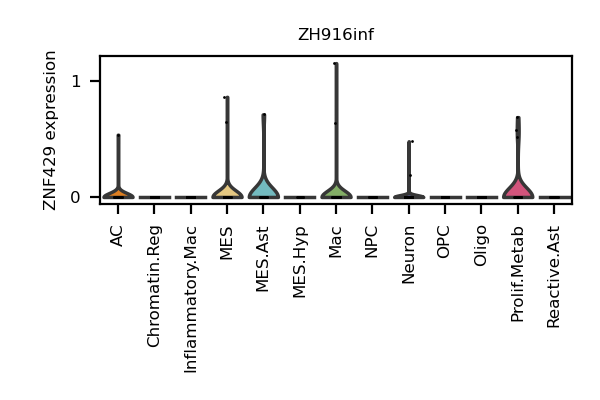 ZH916inf
ZNF429 expression
1
0
AC
Chromatin.Reg
Inflammatory.Mac
MES
MES.Ast
MES.Hyp
Mac
NPC
Neuron
OPC
Oligo
Prolif.Metab
Reactive.Ast